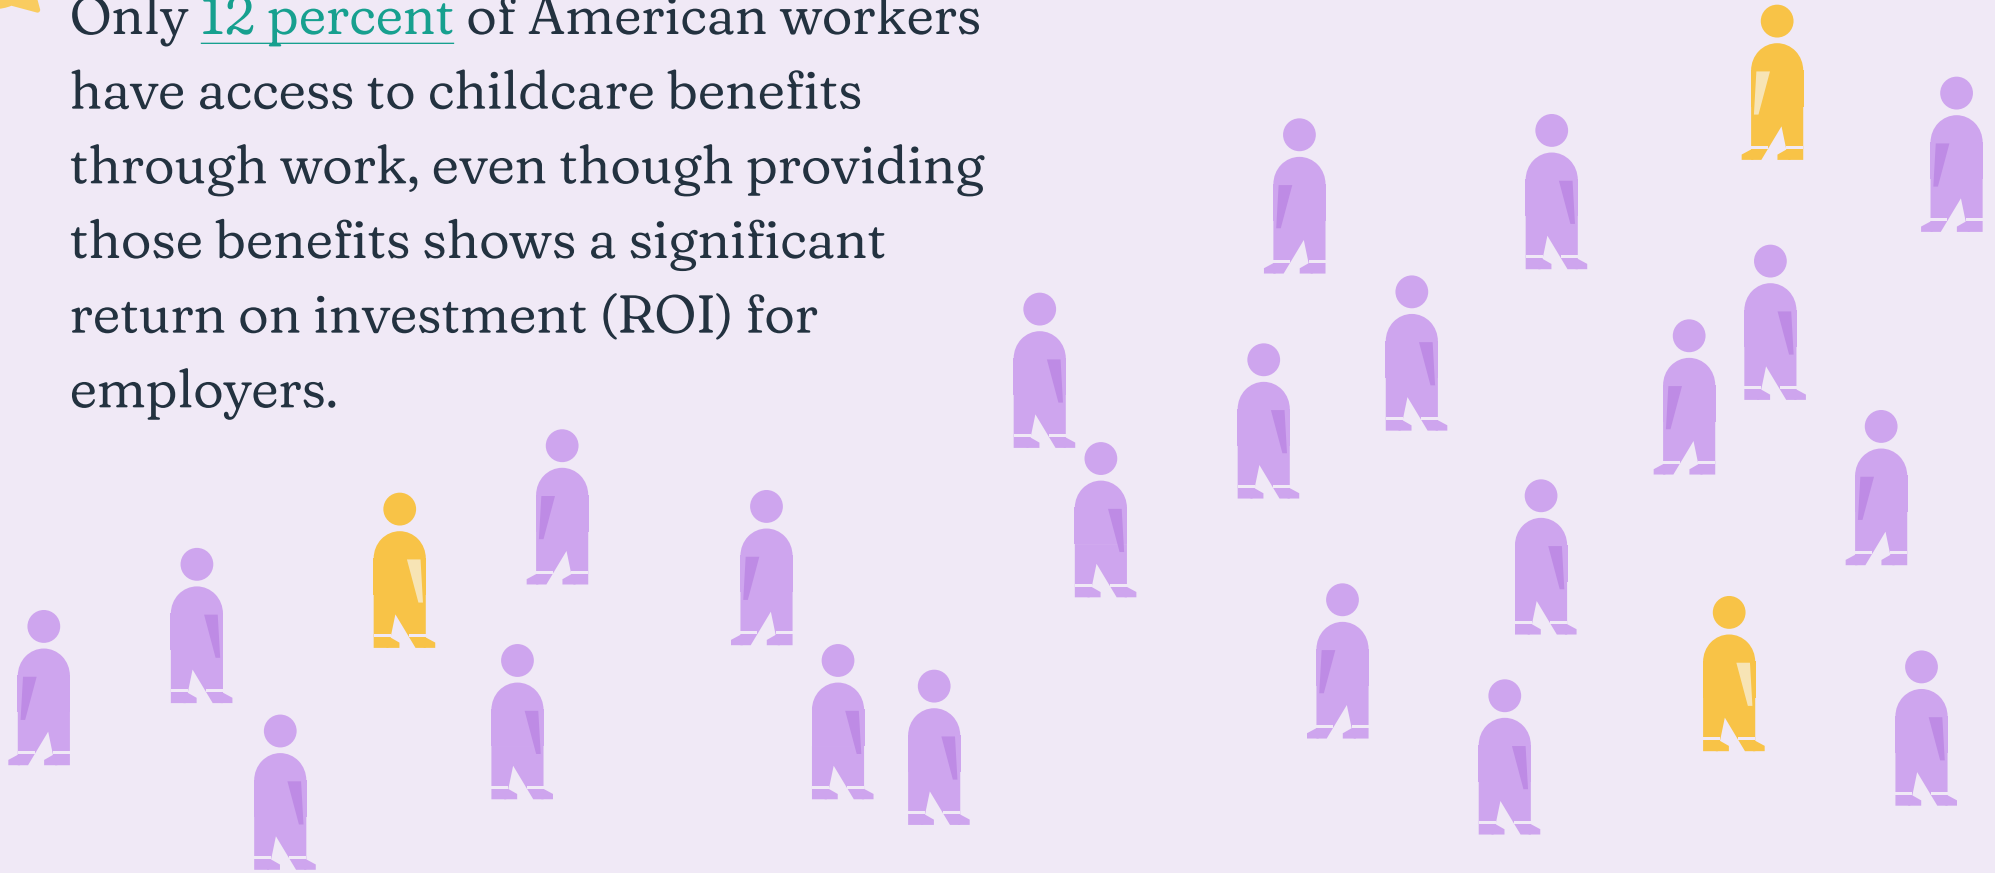 Only 12 percent of American workers
have access to childcare benefits
through work, even though providing
those benefits shows a significant
return on investment (ROI) for
employers.